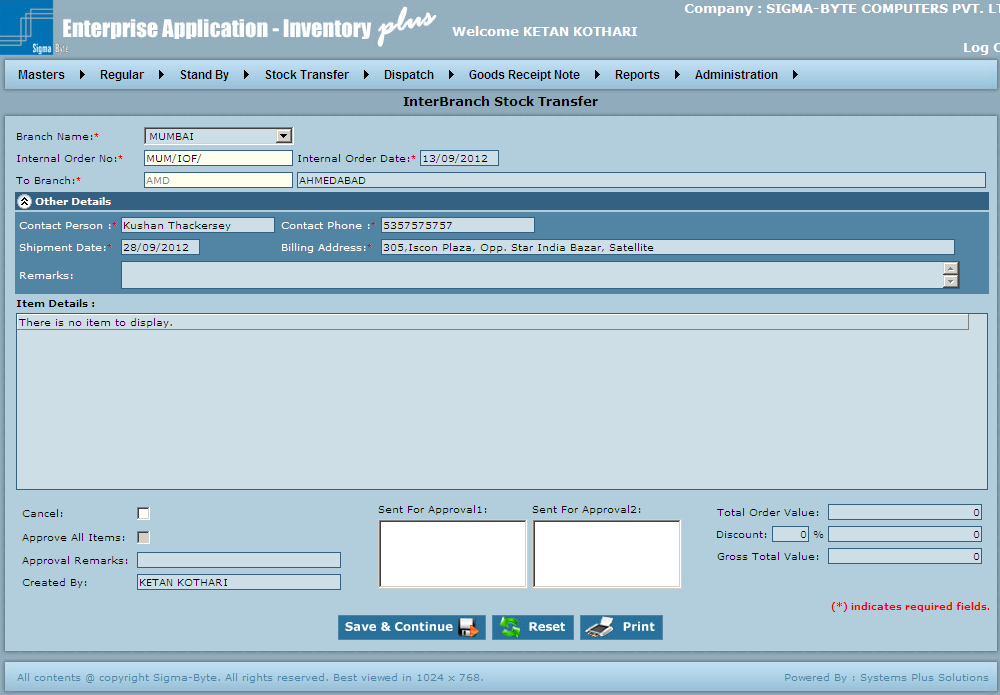 Company : SIGMA-BYTE COMPUTERS PVT. LT
Enterprise Application - Inventory plus
Welcome KETAN KOTHARI
Sigma Byte
Log O
Masters Regular Stand By Stock Transfer Dispatch Goods Receipt Note Reports Administration
InterBranch Stock Transfer
Branch Name:* MUMBAI
Internal Order No:* MUM/IOF/ Internal Order Date:* 13/09/2012
To Branch:* AMD AHMEDABAD
Other Details
Contact Person :* Kushan Thackersey Contact Phone :* 5357575757
Shipment Date:* 28/09/2012 Billing Address:* 305,Iscon Plaza, Opp. Star India Bazar, Satellite
Remarks:
Item Details :
There is no item to display.
Cancel: Sent For Approval1: Sent For Approval2: Total Order Value: 0
Approve All Items: Discount: 0 % 0
Approval Remarks: Gross Total Value: 0
Created By: KETAN KOTHARI
(*) indicates required fields.
Save & Continue Reset Print
All contents @ copyright Sigma-Byte. All rights reserved. Best viewed in 1024 x 768. Powered By : Systems Plus Solutions